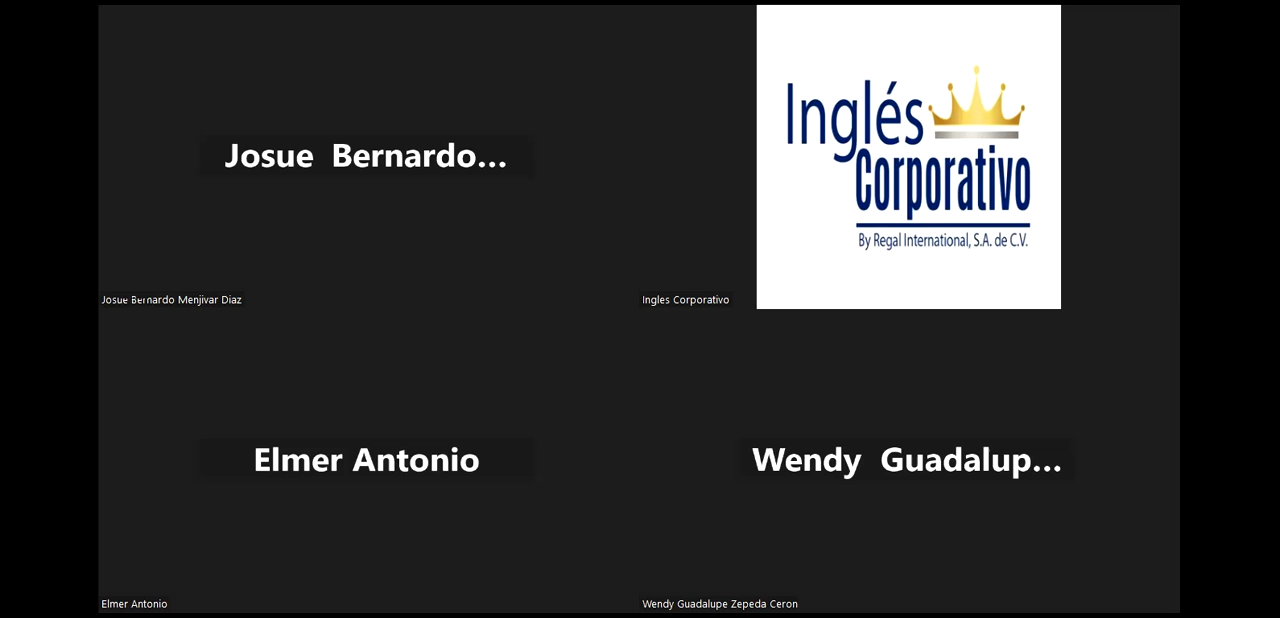 Josue Bernardo...
Josue Bernardo Menjivar Diaz
Inglés
Corporativo
By Regal International, S.A. de C.V.
Ingles Corporativo
Elmer Antonio
Elmer Antonio
Wendy Guadalup...
Wendy Guadalupe Zepeda Ceron